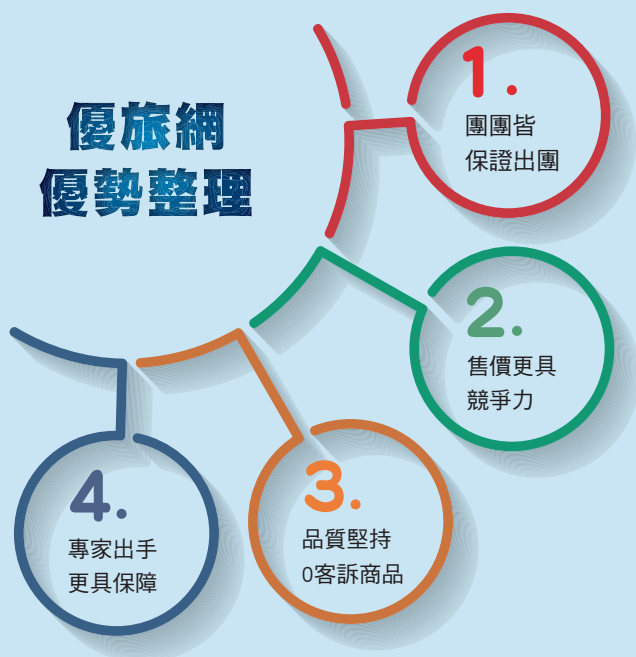 優旅網
優勢整理
1.
團團皆
保證出團
2.
售價更具
競爭力
3.
品質堅持
0客訴商品
4.
專家出手
更具保障